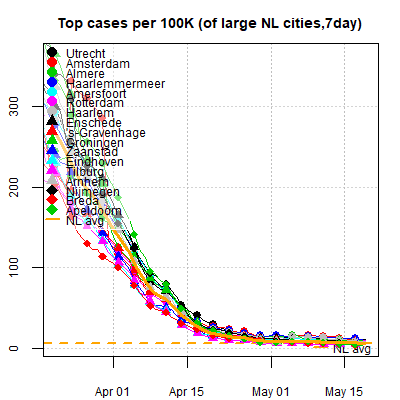 Top cases per 100K (of large NL cities,7day)
Utrecht
Amsterdam
Almere
Haarlemmermeer
Amersfoort
Rotterdam
Haarlem
Enschede
's-Gravenhage
Groningen
Zaanstad
Eindhoven
Tilburg
Arnhem
Nijmegen
Breda
Apeldoorn
NL avg
300
200
100
0
NL avg
Apr 01 Apr 15 May 01 May 15